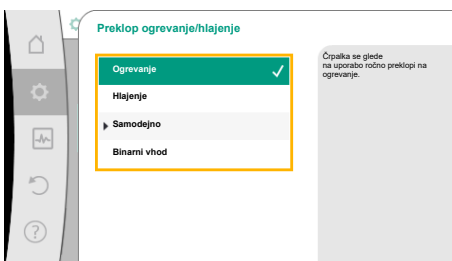 Preklop ogrevanje/hlajenje
Ogrevanje
Hlajenje
Samodejno
Binarni vhod
Črpalka se glede
na uporabo ročno preklopi na
ogrevanje.